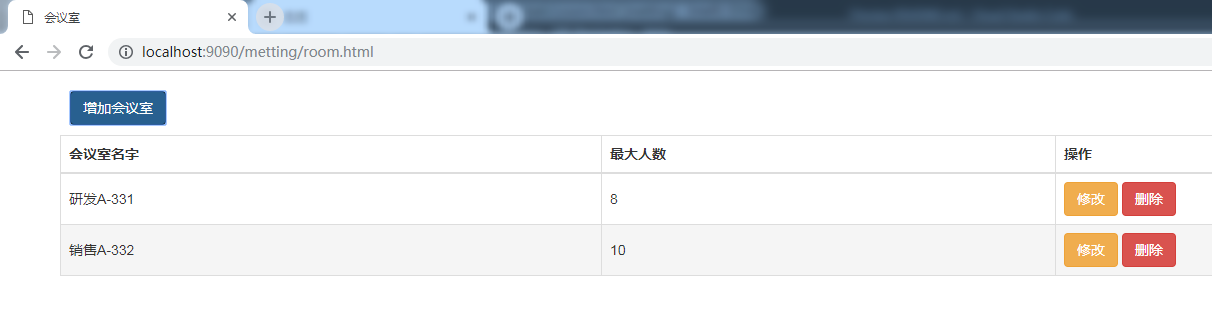 会议室
localhost:9090/metting/room.html
增加会议室
会议室名字 最大人数 操作
研发A-331 8 修改 删除
销售A-332 10 修改 删除